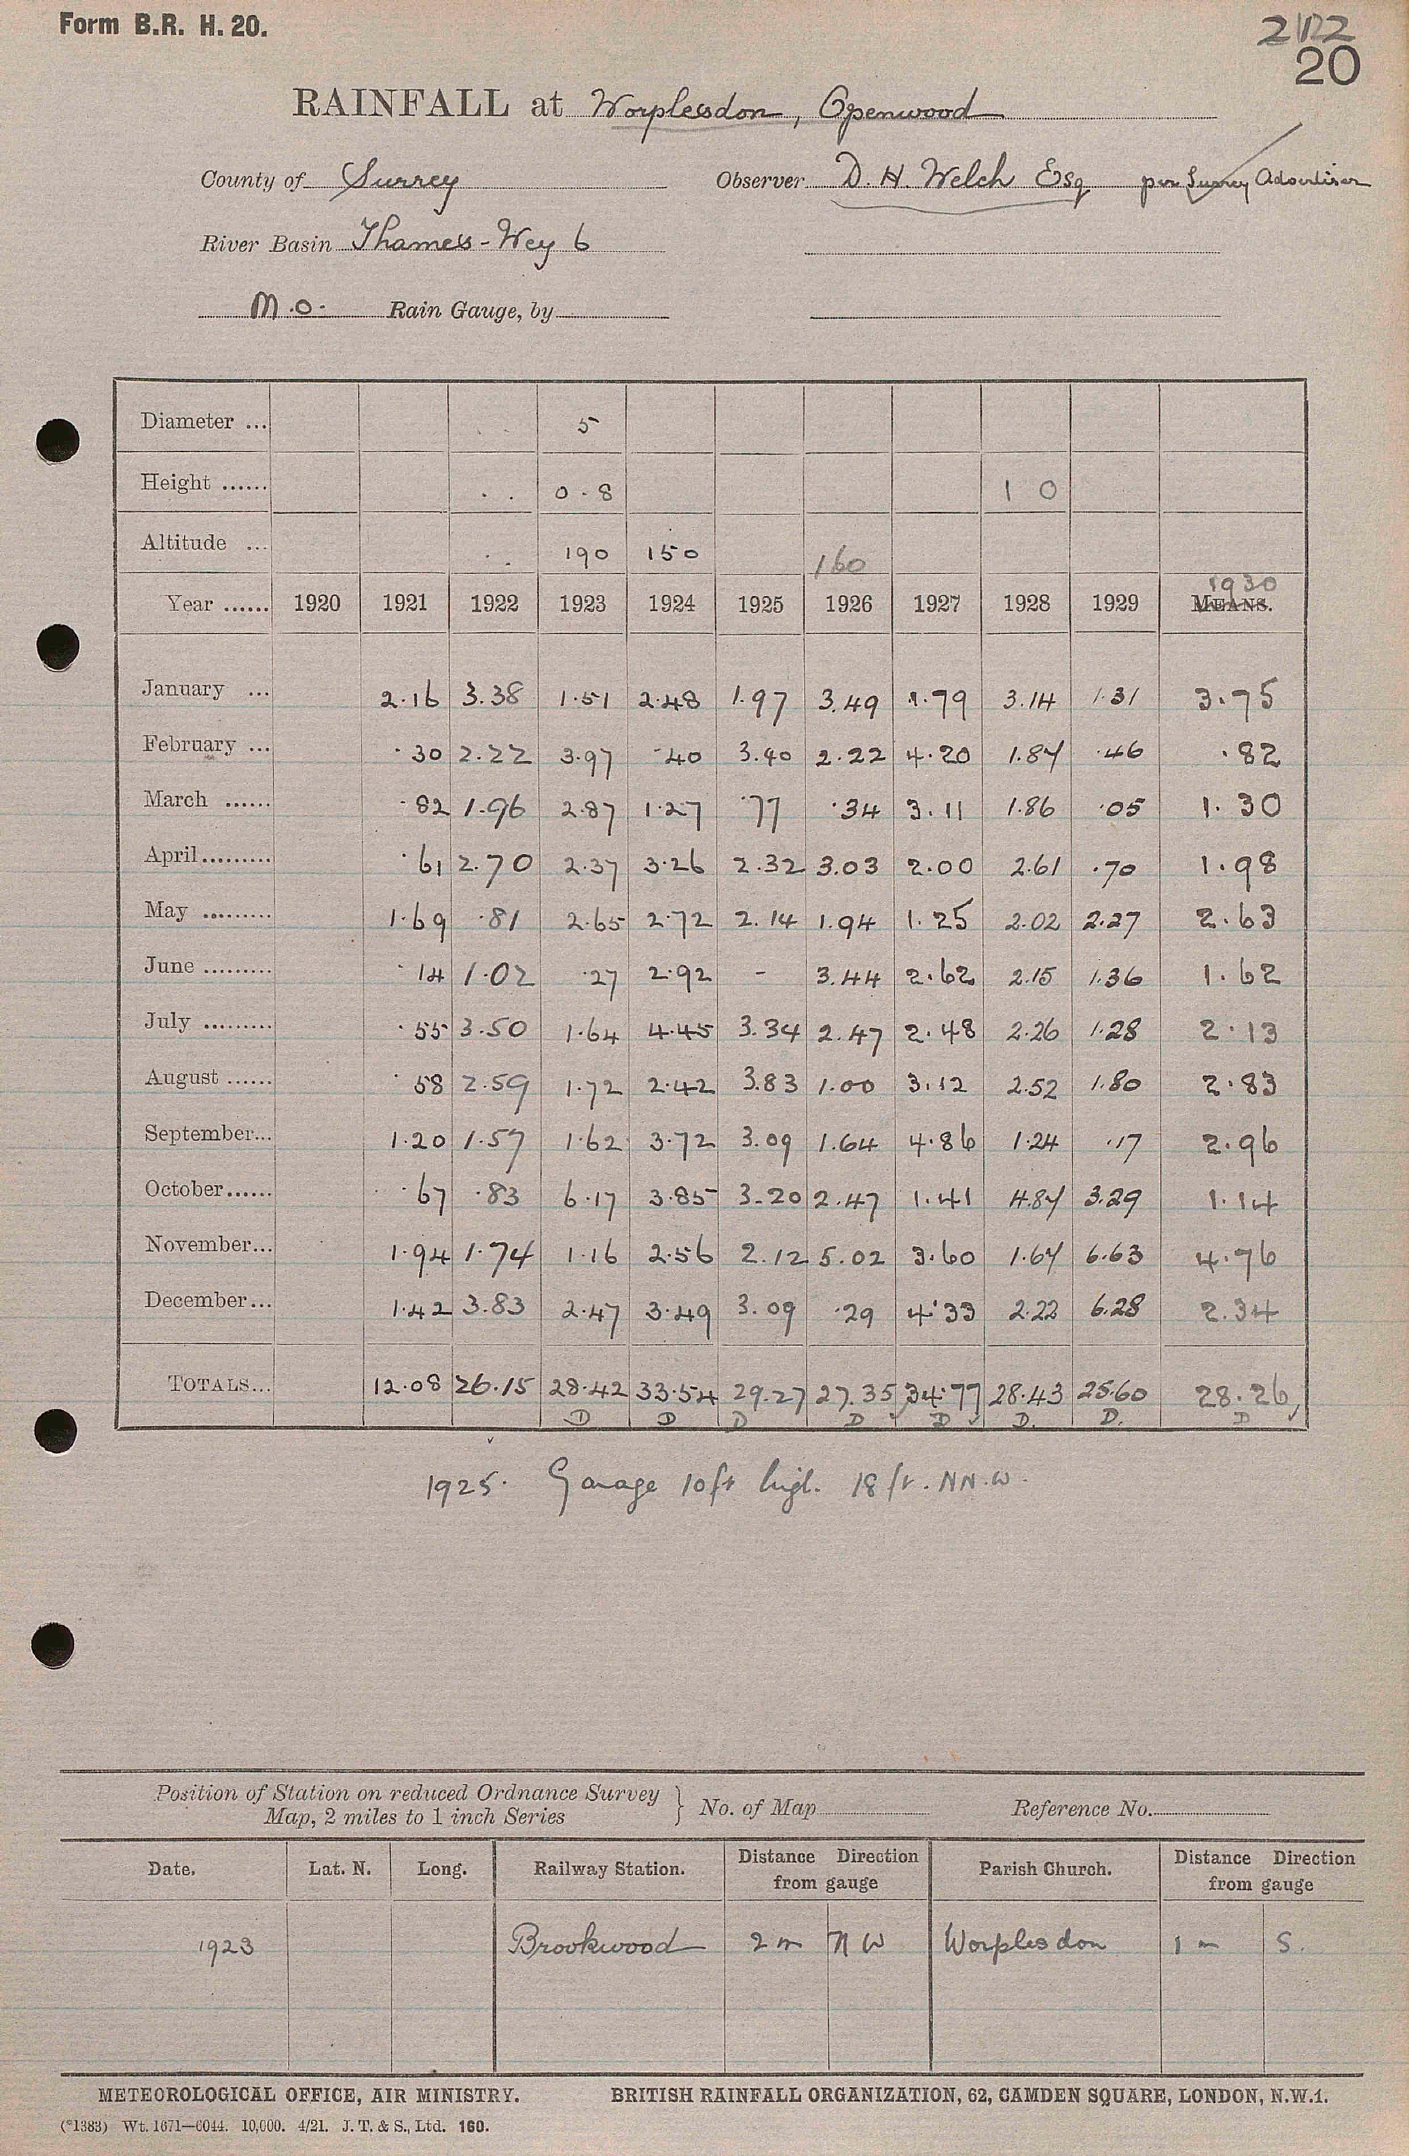 Form B.R. H. 20.
20
RAINFALL at Worplesdon, Openwood
County of Surrey Observer D. H. Welch Esq per Surrey Advertiser
River Basin Thames - Wey 6
M.O. Rain Gauge, by
Diameter ... 5
Height ...... 0.8 1 0
Altitude ... 190 150 160
1930
Year ...... 1920 1921 1922 1923 1924 1925 1926 1927 1928 1929 MEANS.
January ... 2.16 3.38 1.51 2.48 1.97 3.49 1.79 3.14 1.31 3.75
February ... .30 2.22 3.97 .40 3.40 2.22 4.20 1.87 .46 .82
March ...... .82 1.96 2.87 1.27 .77 .34 3.11 1.86 .05 1.30
April......... .61 2.70 2.37 3.26 2.32 3.03 2.00 2.61 .70 1.98
May ......... 1.69 .81 2.65 2.72 2.14 1.94 1.25 2.02 2.27 2.63
June ......... .14 1.02 .27 2.92 - 3.44 2.62 2.15 1.36 1.62
July ......... .55 3.50 1.64 4.45 3.34 2.47 2.48 2.26 1.28 2.13
August ...... .58 2.59 1.72 2.42 3.83 1.00 3.12 2.52 1.80 2.83
September... 1.20 1.57 1.62 3.72 3.09 1.64 4.86 1.24 .17 2.96
October...... .67 .83 6.17 3.85 3.20 2.47 1.41 4.87 3.29 1.14
November... 1.94 1.74 1.16 2.56 2.12 5.02 3.60 1.67 6.63 4.76
December... 1.42 3.83 2.47 3.49 3.09 .29 4.33 2.22 6.28 2.34
TOTALS... 12.08 26.15 28.42 33.54 29.27 27.35 34.77 28.43 25.60 28.26
D D D D D D. D. D
1925. Garage 10 ft high. 18 ft. NN.W.
Position of Station on reduced Ordnance Survey
Map, 2 miles to 1 inch Series } No. of Map Reference No.
Date. Lat. N. Long. Railway Station. Distance Direction from gauge Parish Church. Distance Direction from gauge
1923 Brookwood 2 m N W Worplesdon 1 m S.
METEOROLOGICAL OFFICE, AIR MINISTRY. BRITISH RAINFALL ORGANIZATION, 62, CAMDEN SQUARE, LONDON, N.W.1.
(*1383) Wt. 1671—6044. 10,000. 4/21. J. T. & S., Ltd. 160.